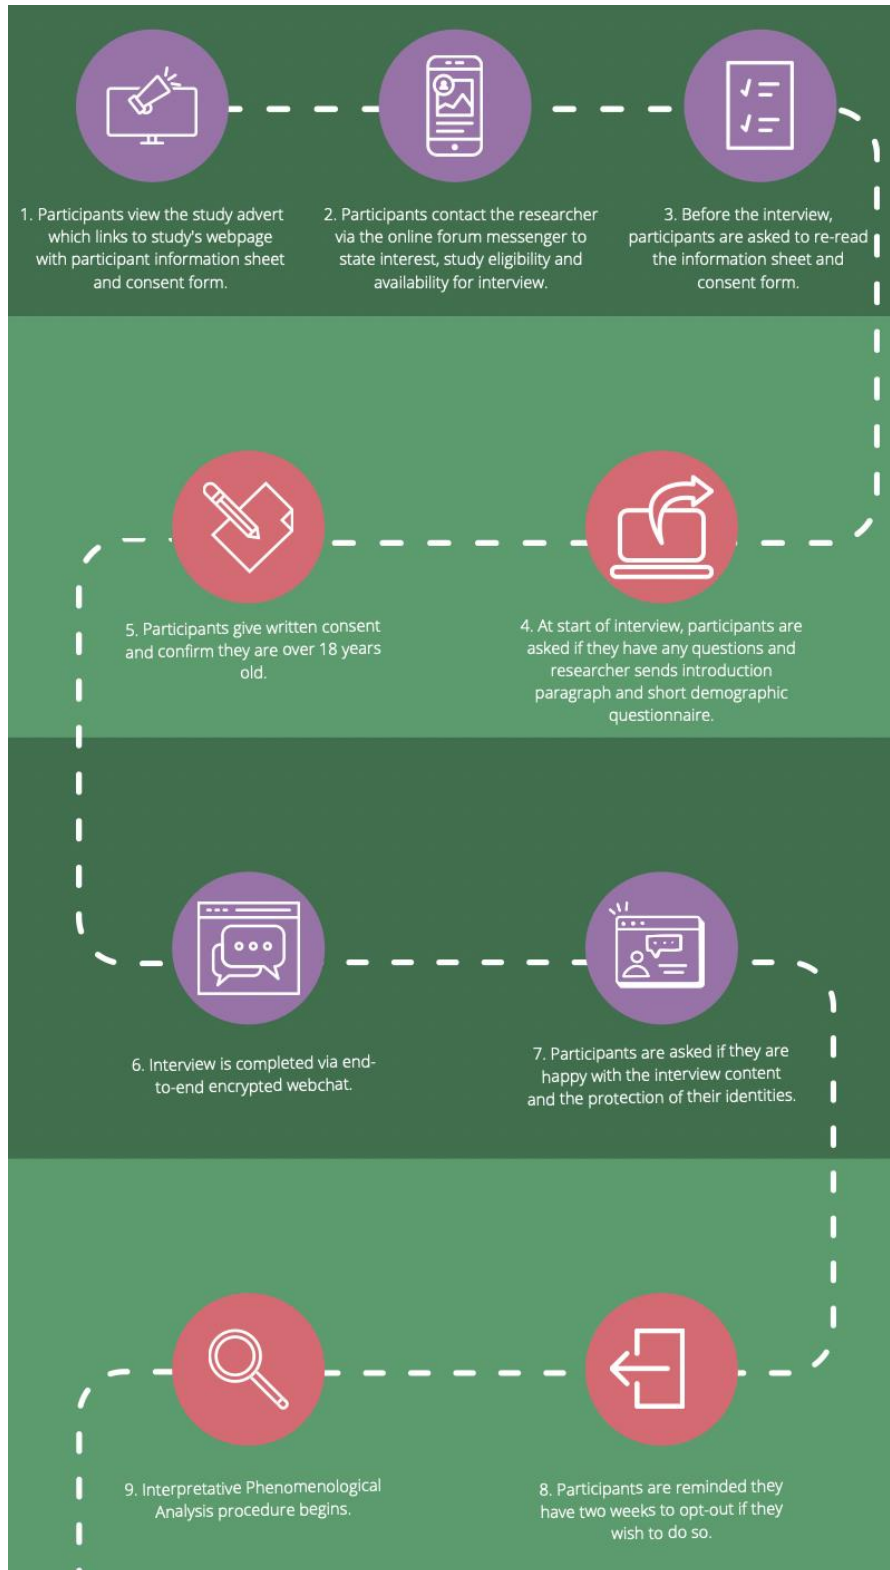 1. Participants view the study advert
which links to study's webpage
with participant information sheet
and consent form.
2. Participants contact the researcher
via the online forum messenger to
state interest, study eligibility and
availability for interview.
3. Before the interview,
participants are asked to re-read
the information sheet and
consent form.
4. At start of interview, participants are
asked if they have any questions and
researcher sends introduction
paragraph and short demographic
questionnaire.
5. Participants give written consent
and confirm they are over 18 years
old.
6. Interview is completed via end-
to-end encrypted webchat.
7. Participants are asked if they are
happy with the interview content
and the protection of their identities.
8. Participants are reminded they
have two weeks to opt-out if they
wish to do so.
9. Interpretative Phenomenological
Analysis procedure begins.